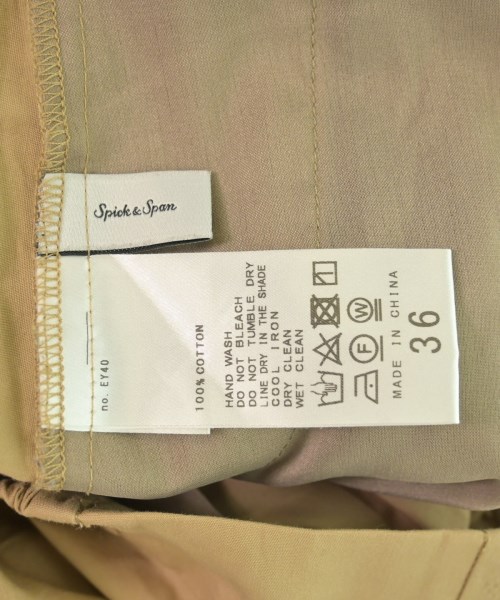 Spick & Span
no. EY40
100% COTTON
HAND WASH
DO NOT BLEACH
DO NOT TUMBLE DRY
LINE DRY IN THE SHADE
COOL IRON
DRY CLEAN
WET CLEAN
F W
MADE IN CHINA
36